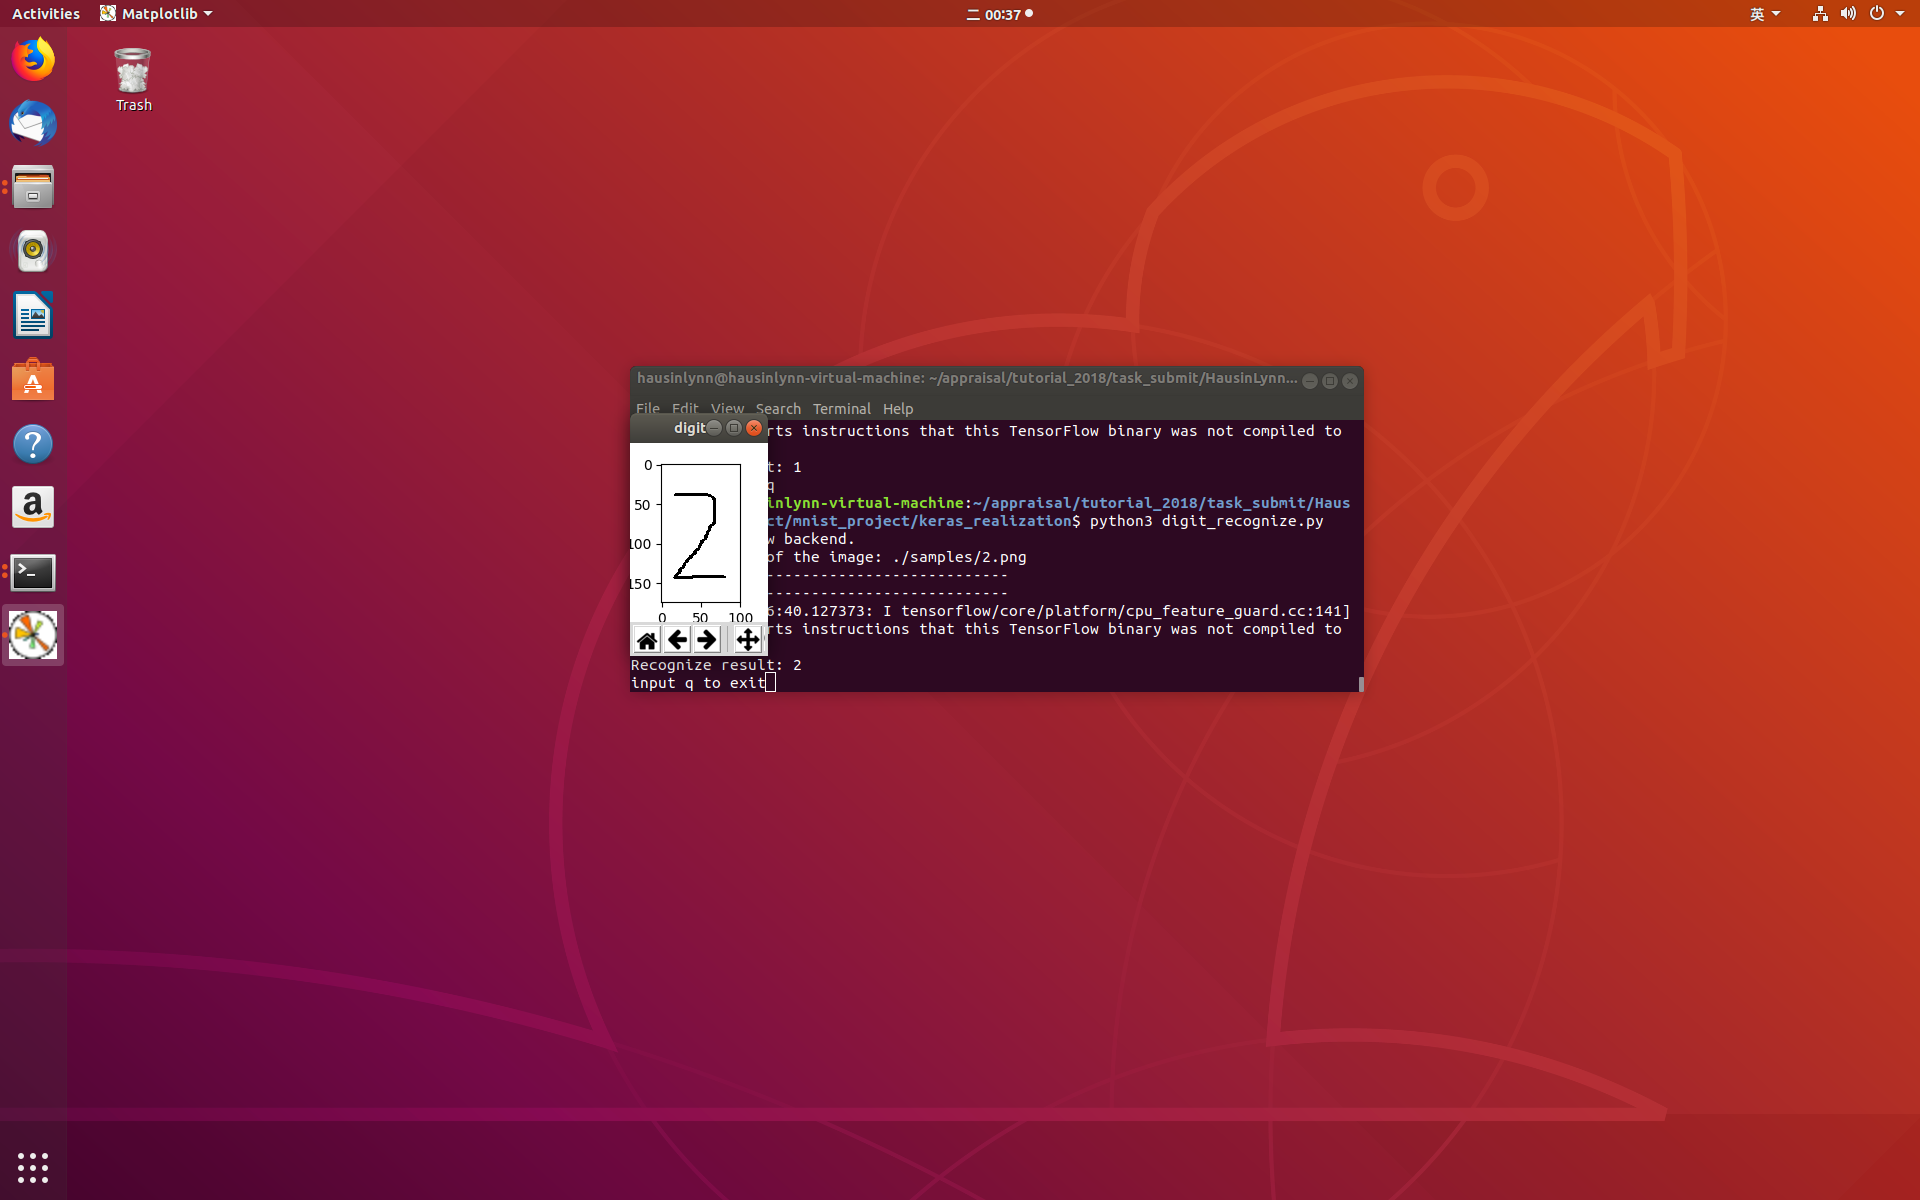 Activities Matplotlib 二 00:37 英
Trash
hausinlynn@hausinlynn-virtual-machine: ~/appraisal/tutorial_2018/task_submit/HausinLynn...
File Edit View Search Terminal Help
digit
rts instructions that this TensorFlow binary was not compiled to
t: 1
q
inlynn-virtual-machine:~/appraisal/tutorial_2018/task_submit/Haus
ct/mnist_project/keras_realization$ python3 digit_recognize.py
w backend.
of the image: ./samples/2.png
---------------------------
---------------------------
6:40.127373: I tensorflow/core/platform/cpu_feature_guard.cc:141]
rts instructions that this TensorFlow binary was not compiled to
Recognize result: 2
input q to exit
0
50
100
150
0 50 100
2